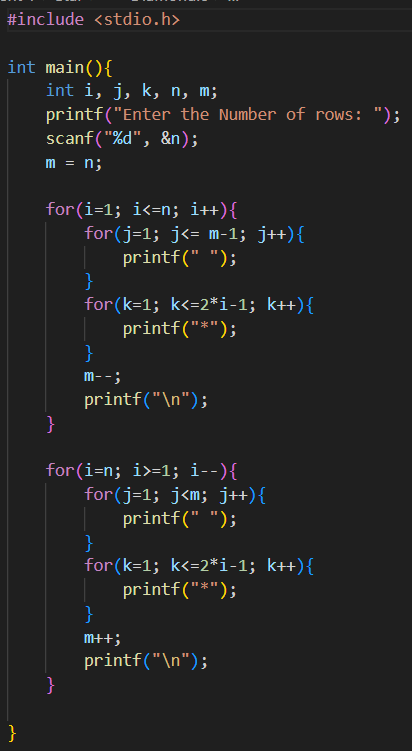 #include <stdio.h>

int main(){
    int i, j, k, n, m;
    printf("Enter the Number of rows: ");
    scanf("%d", &n);
    m = n;

    for(i=1; i<=n; i++){
        for(j=1; j<= m-1; j++){
            printf(" ");
        }
        for(k=1; k<=2*i-1; k++){
            printf("*");
        }
        m--;
        printf("\n");
    }

    for(i=n; i>=1; i--){
        for(j=1; j<m; j++){
            printf(" ");
        }
        for(k=1; k<=2*i-1; k++){
            printf("*");
        }
        m++;
        printf("\n");
    }

}